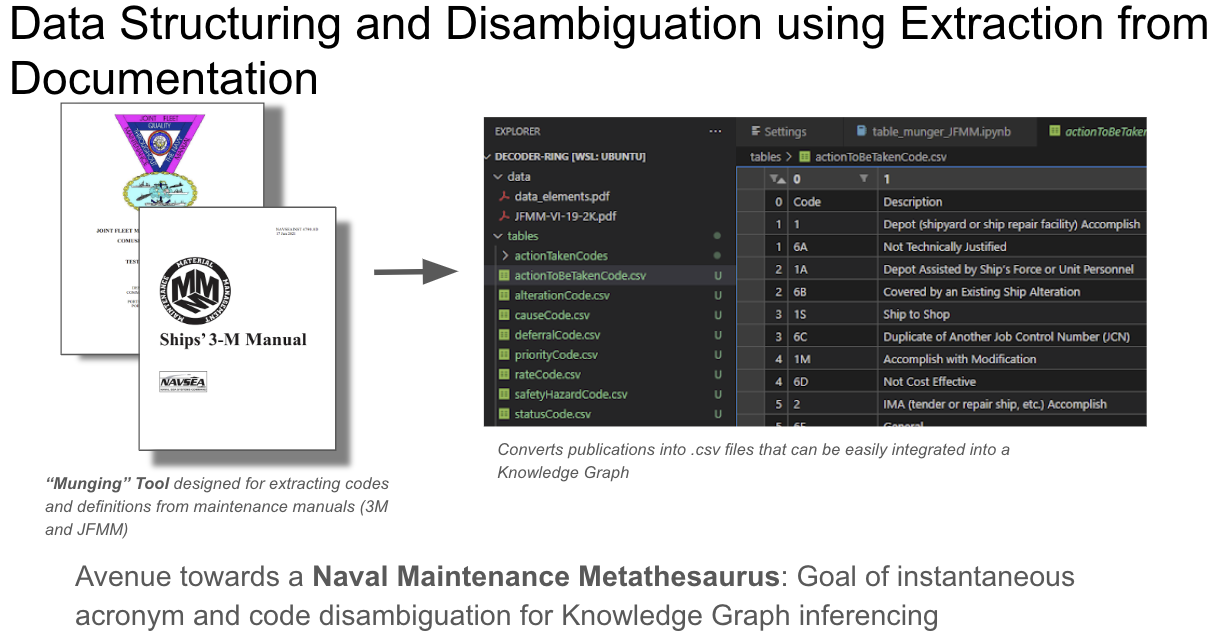 Data Structuring and Disambiguation using Extraction from
Documentation
JOINT FLEET
QUALITY
THROUGHOUT
JOINT FLEET M
COMUS
TEST
NAVSEAINST 4790.8D
MATERIAL
MAINTENANCE
MANAGEMENT
MM
Ships' 3-M Manual
NAVSEA
“Munging” Tool designed for extracting codes
and definitions from maintenance manuals (3M
and JFMM)
EXPLORER
...
DECODER-RING [WSL: UBUNTU]
data
data_elements.pdf
JFMM-VI-19-2K.pdf
tables
actionTakenCodes
actionToBeTakenCode.csv U
alterationCode.csv U
causeCode.csv U
deferralCode.csv U
priorityCode.csv U
rateCode.csv U
safetyHazardCode.csv U
statusCode.csv U
Settings table_munger_JFMM.ipynb actionToBeTaken
tables > actionToBeTakenCode.csv
0 1
0 Code Description
1 1 Depot (shipyard or ship repair facility) Accomplish
1 6A Not Technically Justified
2 1A Depot Assisted by Ship's Force or Unit Personnel
2 6B Covered by an Existing Ship Alteration
3 1S Ship to Shop
3 6C Duplicate of Another Job Control Number (JCN)
4 1M Accomplish with Modification
4 6D Not Cost Effective
5 2 IMA (tender or repair ship, etc.) Accomplish
5 6E General
Converts publications into .csv files that can be easily integrated into a
Knowledge Graph
Avenue towards a Naval Maintenance Metathesaurus: Goal of instantaneous
acronym and code disambiguation for Knowledge Graph inferencing